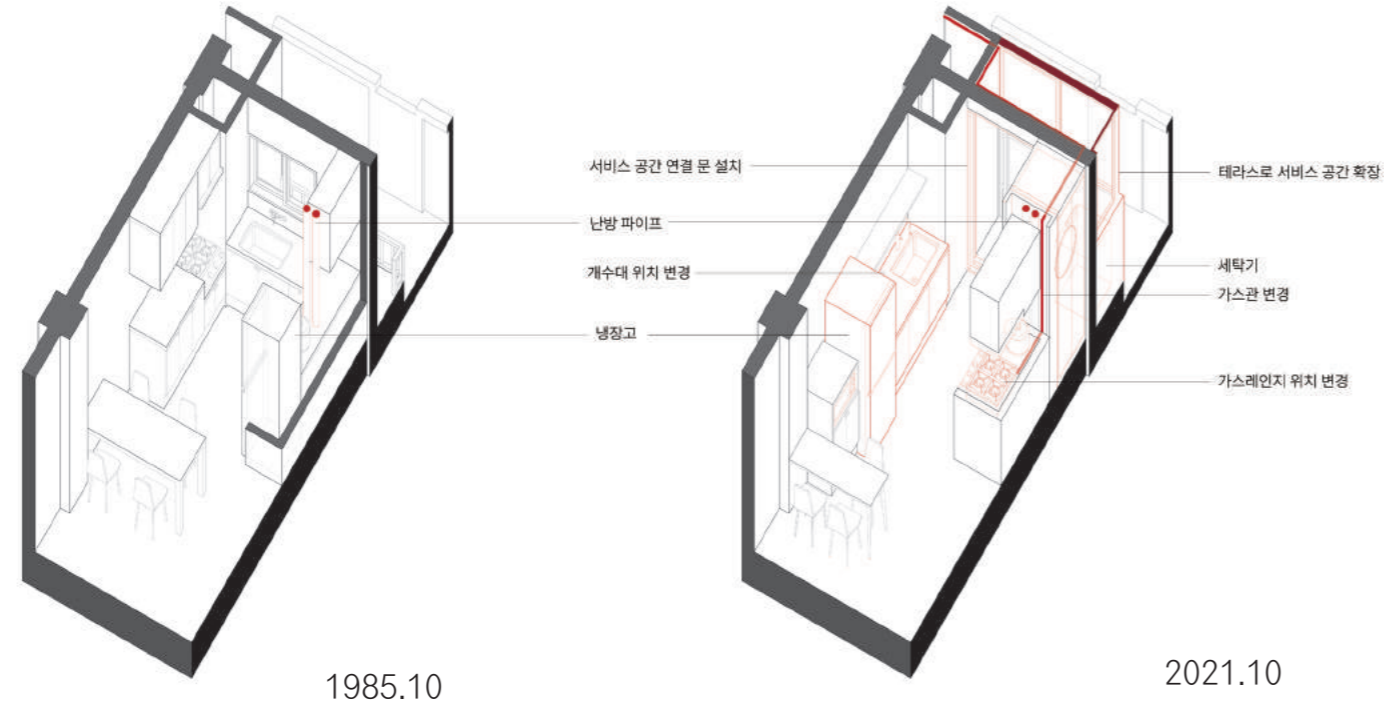 서비스 공간 연결 문 설치
난방 파이프
개수대 위치 변경
냉장고
테라스로 서비스 공간 확장
세탁기
가스관 변경
가스레인지 위치 변경
1985.10
2021.10